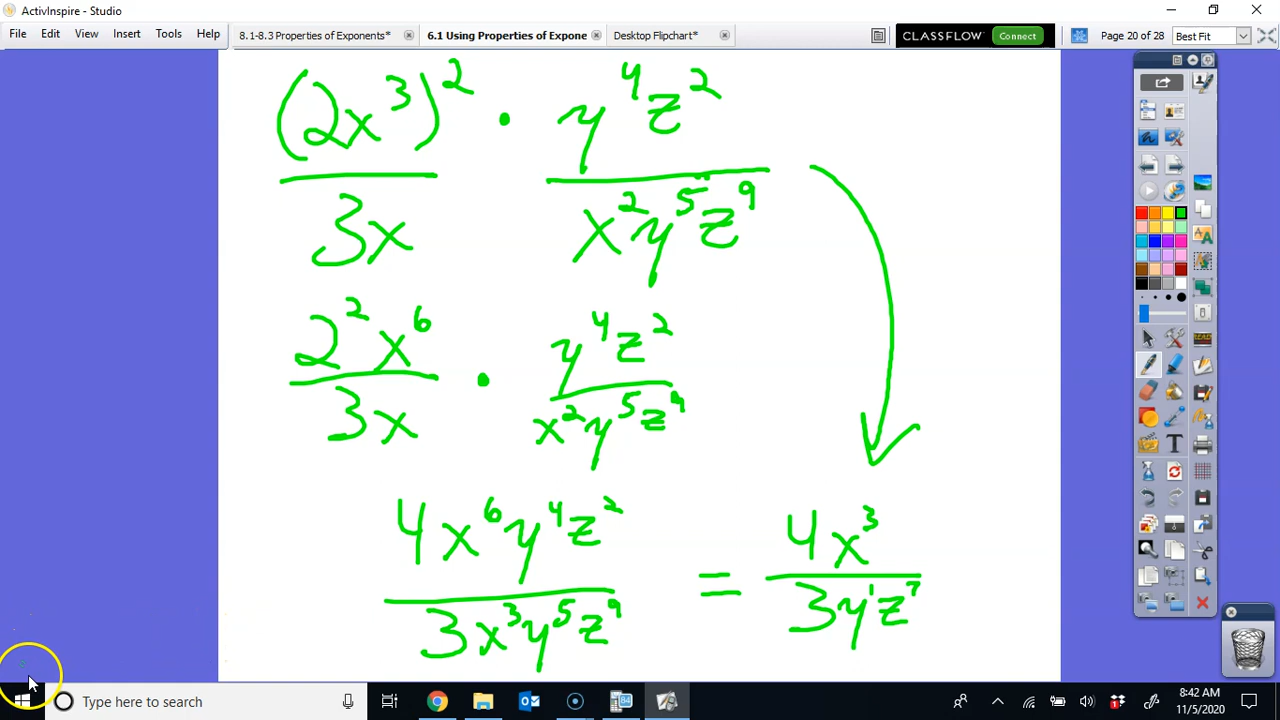 ActivInspire - Studio
File Edit View Insert Tools Help 8.1-8.3 Properties of Exponents* 6.1 Using Properties of Expone Desktop Flipchart* CLASSFLOW Connect Page 20 of 28 Best Fit
(2x³)² · y⁴z²
3x x²y⁵z⁹
2²x⁶ · y⁴z²
3x x²y⁵z⁹
4x⁶y⁴z² = 4x³
3x³y⁵z⁹ 3y¹z⁷
Type here to search
8:42 AM
11/5/2020